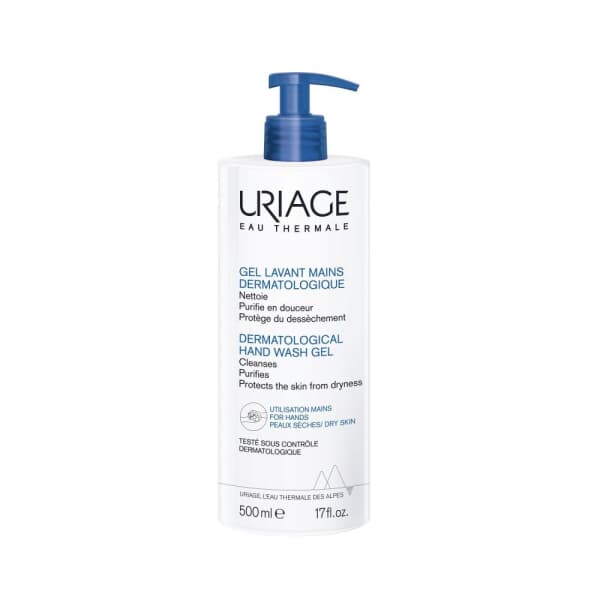 URIAGE
EAU THERMALE
GEL LAVANT MAINS
DERMATOLOGIQUE
Nettoie
Purifie en douceur
Protège du dessèchement
DERMATOLOGICAL
HAND WASH GEL
Cleanses
Purifies
Protects the skin from dryness
UTILISATION MAINS
FOR HANDS
PEAUX SÈCHES/ DRY SKIN
TESTÉ SOUS CONTRÔLE
DERMATOLOGIQUE
URIAGE, L'EAU THERMALE DES ALPES
500 ml e 17fl.oz.